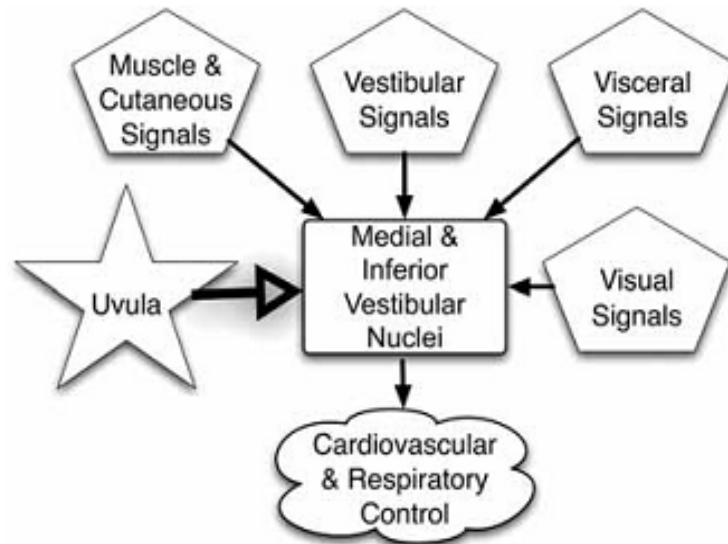 Muscle &
Cutaneous
Signals
Vestibular
Signals
Visceral
Signals
Uvula
Medial &
Inferior
Vestibular
Nuclei
Visual
Signals
Cardiovascular
& Respiratory
Control